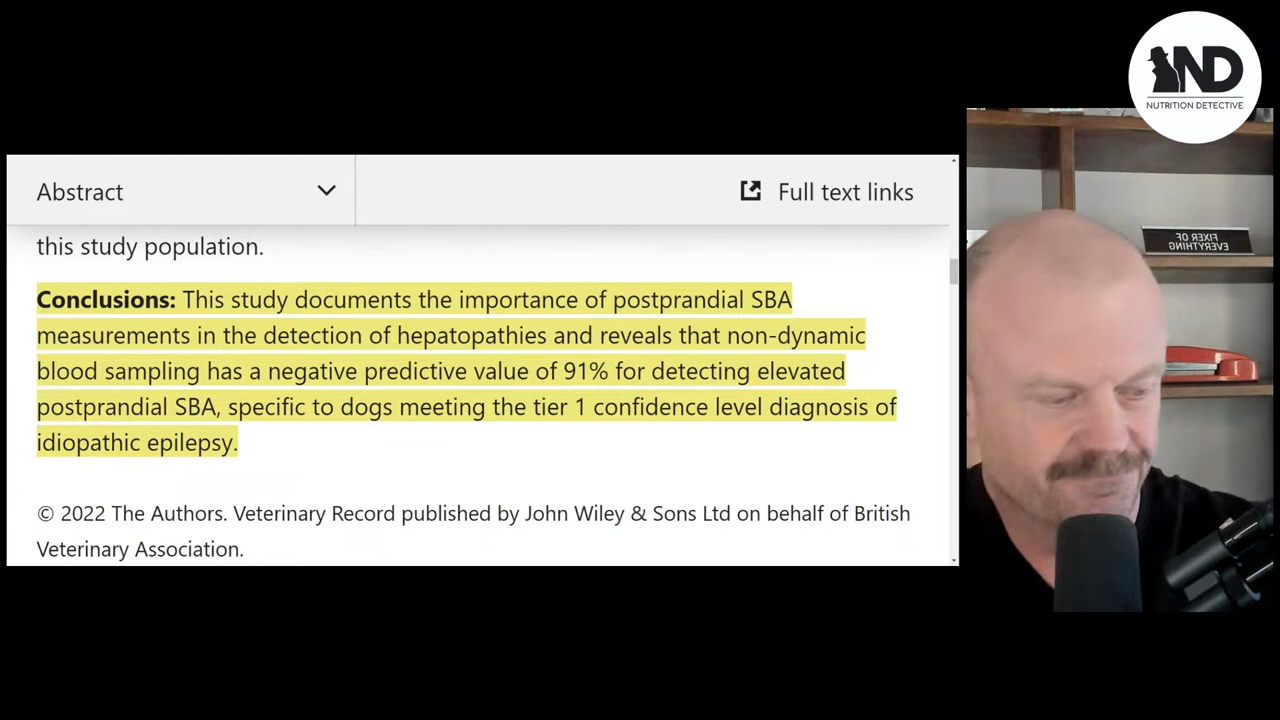 ND
NUTRITION DETECTIVE
Abstract
Full text links
this study population.
Conclusions: This study documents the importance of postprandial SBA
measurements in the detection of hepatopathies and reveals that non-dynamic
blood sampling has a negative predictive value of 91% for detecting elevated
postprandial SBA, specific to dogs meeting the tier 1 confidence level diagnosis of
idiopathic epilepsy.
© 2022 The Authors. Veterinary Record published by John Wiley & Sons Ltd on behalf of British
Veterinary Association.
FIXER OF
EVERYTHING